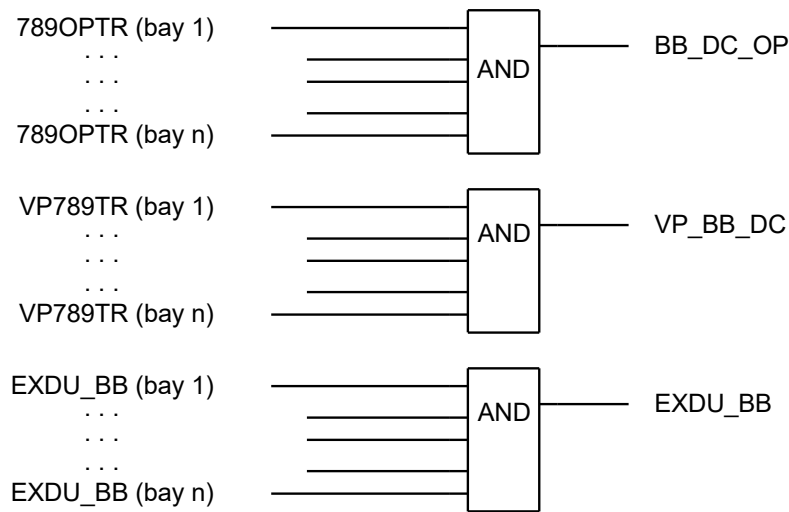 789OPTR (bay 1)
. . .
. . .
. . .
789OPTR (bay n)
AND
BB_DC_OP
VP789TR (bay 1)
. . .
. . .
. . .
VP789TR (bay n)
AND
VP_BB_DC
EXDU_BB (bay 1)
. . .
. . .
. . .
EXDU_BB (bay n)
AND
EXDU_BB